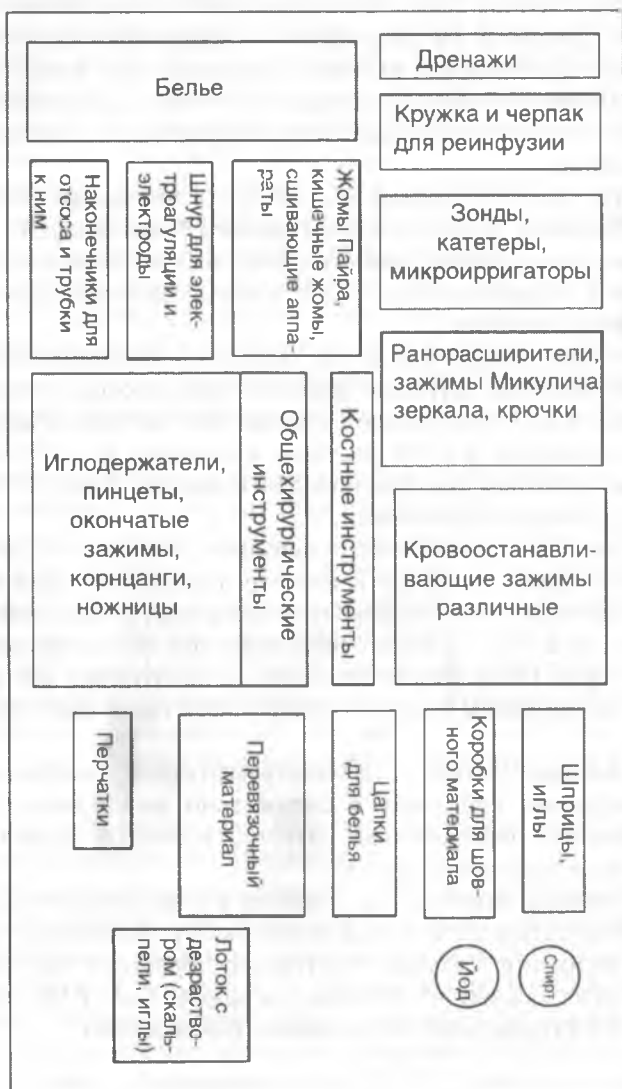 Белье
Дренажи
Кружка и черпак
для реинфузии
Наконечники для
отсоса и трубки
к ним
Шнур для элек-
троагуляции и
электроды
Жомы Пайра,
кишечные жомы,
сшивающие аппа-
раты
Зонды,
катетеры,
микроирригаторы
Ранорасширители,
зажимы Микулича
зеркала, крючки
Иглодержатели,
пинцеты,
окончатые
зажимы,
корнцанги,
ножницы
Общехирургические
инструменты
Костные инструменты
Кровоостанавли-
вающие зажимы
различные
Перчатки
Перевязочный
материал
Цапки
для белья
Коробки для шов-
ного материала
Шприцы,
иглы
Лоток с
дезраство-
ром (скаль-
пели, иглы)
Йод
Спирт